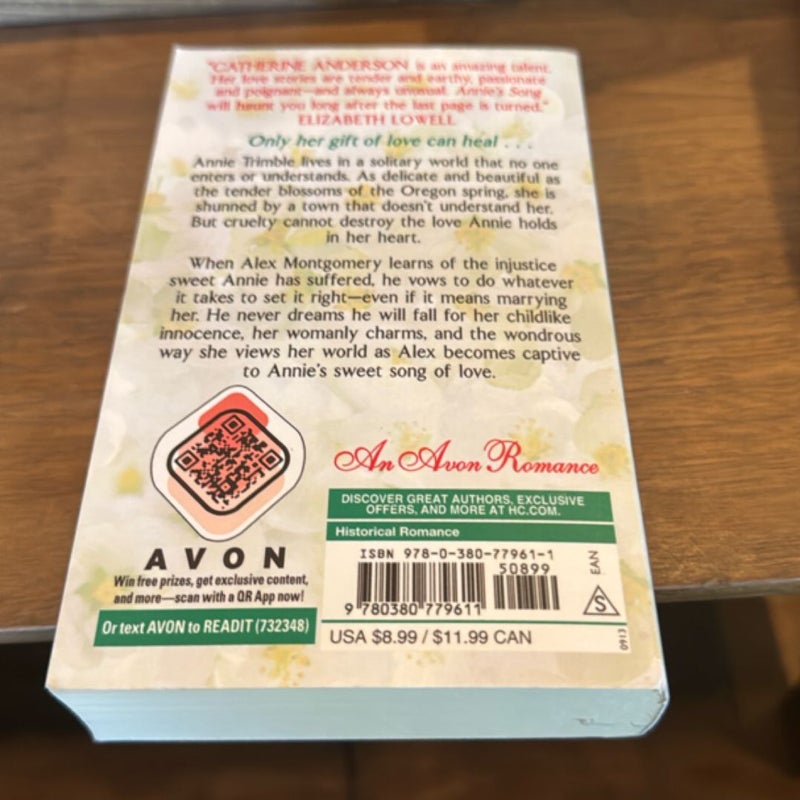 "CATHERINE ANDERSON is an amazing talent.
Her love stories are tender and earthy, passionate
and poignant—and always unusual. Annie's Song
will haunt you long after the last page is turned."
ELIZABETH LOWELL
Only her gift of love can heal . . .
Annie Trimble lives in a solitary world that no one
enters or understands. As delicate and beautiful as
the tender blossoms of the Oregon spring, she is
shunned by a town that doesn't understand her.
But cruelty cannot destroy the love Annie holds
in her heart.
When Alex Montgomery learns of the injustice
sweet Annie has suffered, he vows to do whatever
it takes to set it right—even if it means marrying
her. He never dreams he will fall for her childlike
innocence, her womanly charms, and the wondrous
way she views her world as Alex becomes captive
to Annie's sweet song of love.
AVON
Win free prizes, get exclusive content,
and more—scan with a QR App now!
Or text AVON to READIT (732348)
An Avon Romance
DISCOVER GREAT AUTHORS, EXCLUSIVE
OFFERS, AND MORE AT HC.COM.
Historical Romance
ISBN 978-0-380-77961-1
50899
EAN
9 780380 779611
S
USA $8.99 / $11.99 CAN
0913